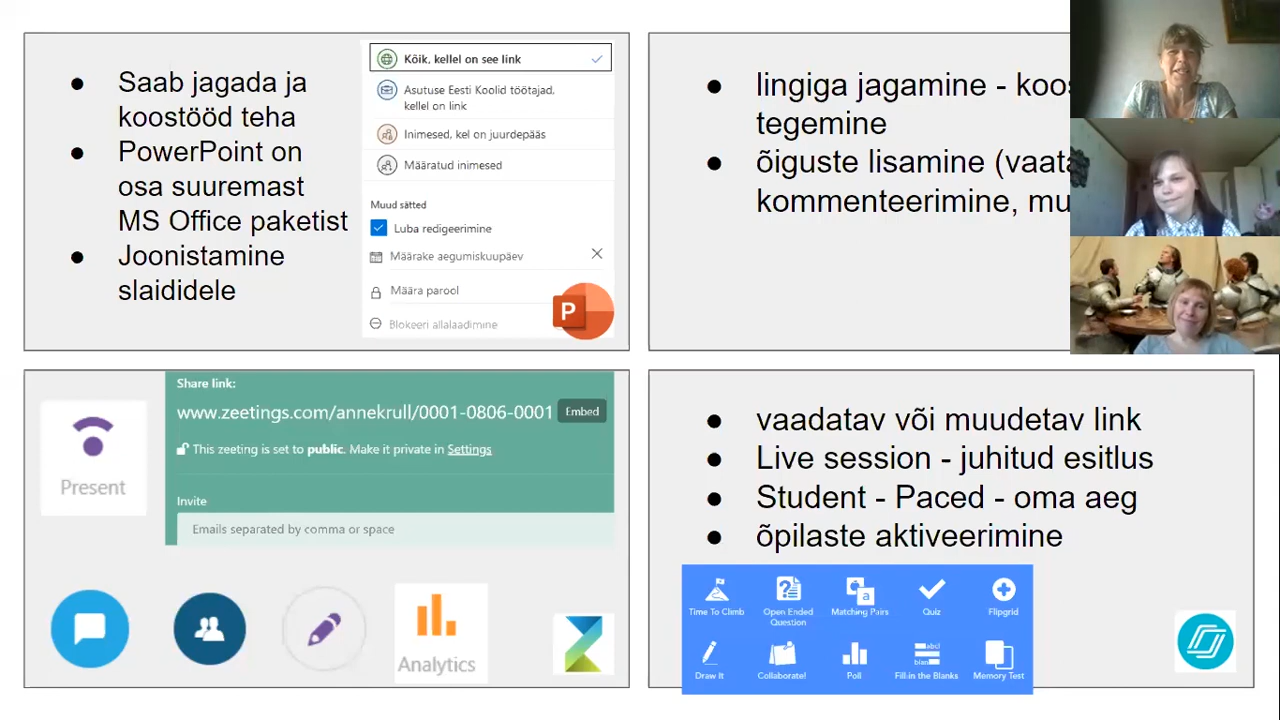 Saab jagada ja
koostööd teha
PowerPoint on
osa suuremast
MS Office paketist
Joonistamine
slaididele
Kõik, kellel on see link
Asutuse Eesti Koolid töötajad,
kellel on link
Inimesed, kel on juurdepääs
Määratud inimesed
Muud sätted
Luba redigeerimine
Määrake aegumiskuupäev
Määra parool
Blokeeri allalaadimine
P
lingiga jagamine -
tegemine
õiguste lisamine
kommenteerimine,
Share link:
www.zeetings.com/annekrull/0001-0806-0001
Embed
This zeeting is set to public. Make it private in Settings
Invite
Emails separated by comma or space
Present
Analytics
vaadatav või muudetav link
Live session - juhitud esitlus
Student - Paced - oma aeg
õpilaste aktiveerimine
Time To Climb
Open Ended
Question
Matching Pairs
Quiz
Flipgrid
Draw It
Collaborate!
Poll
Fill in the Blanks
Memory Test